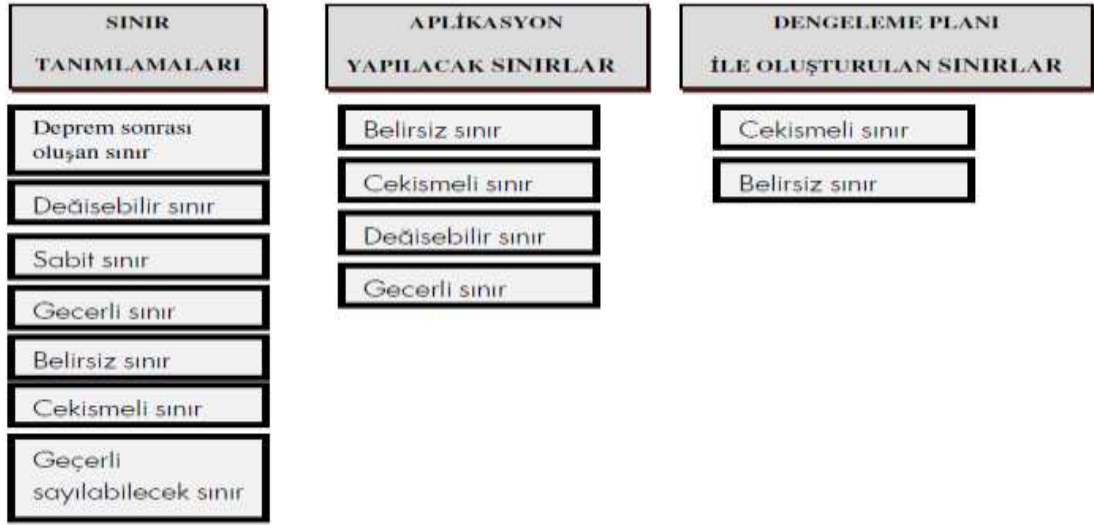 SINIR
TANIMLAMALARI
Deprem sonrası
oluşan sınır
Değisebilir sınır
Sabit sınır
Gecerli sınır
Belirsiz sınır
Cekismeli sınır
Geçerli
sayılabilecek sınır
APLİKASYON
YAPILACAK SINIRLAR
Belirsiz sınır
Cekismeli sınır
Değisebilir sınır
Gecerli sınır
DENGELEME PLANI
İLE OLUŞTURULAN SINIRLAR
Cekismeli sınır
Belirsiz sınır